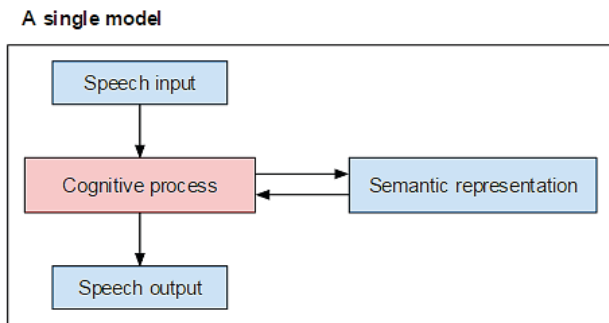 A single model
Speech input
Cognitive process
Semantic representation
Speech output